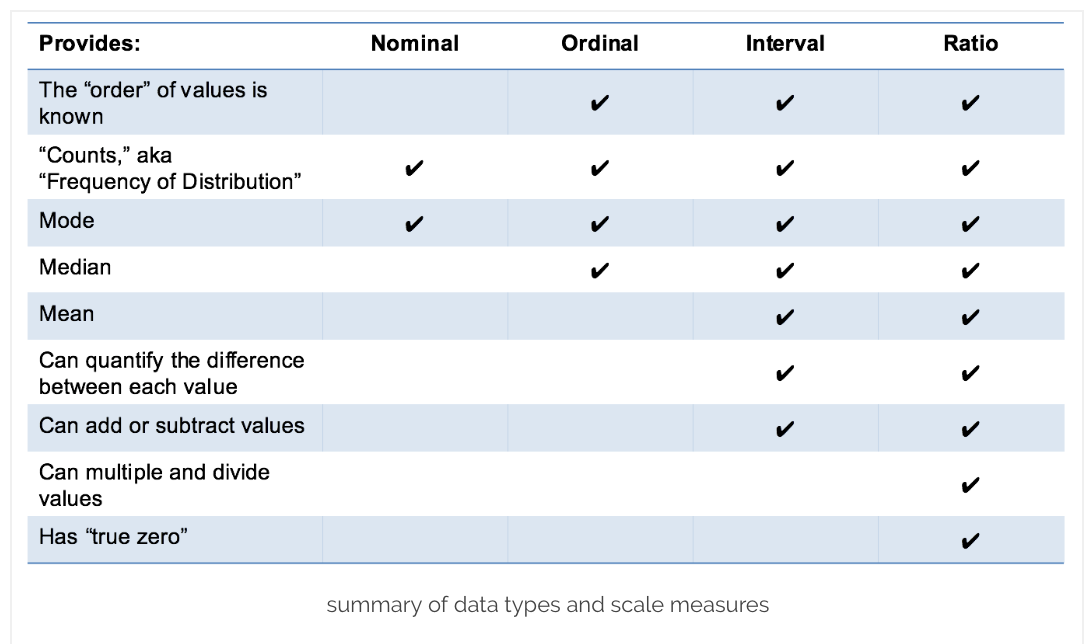 Provides: Nominal Ordinal Interval Ratio
The “order” of values is
known ✔ ✔ ✔
“Counts,” aka
“Frequency of Distribution” ✔ ✔ ✔ ✔
Mode ✔ ✔ ✔ ✔
Median ✔ ✔ ✔
Mean ✔ ✔
Can quantify the difference
between each value ✔ ✔
Can add or subtract values ✔ ✔
Can multiple and divide
values ✔
Has “true zero” ✔
summary of data types and scale measures